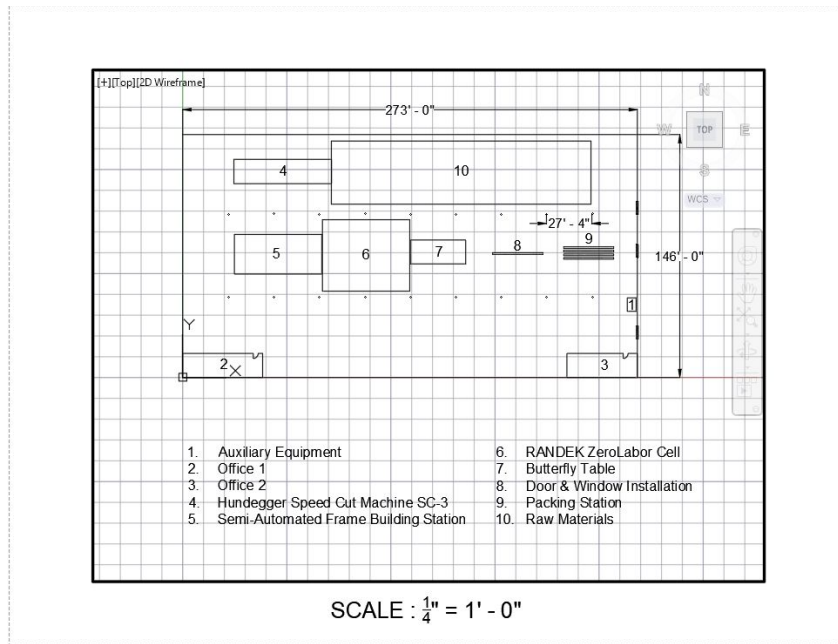 [+][Top][2D Wireframe]
N
273' - 0"
W TOP E
S
4 10
WCS
27' - 4"
5 6 7 8 9
146' - 0"
1
Y
2 X 3
1. Auxiliary Equipment
2. Office 1
3. Office 2
4. Hundegger Speed Cut Machine SC-3
5. Semi-Automated Frame Building Station
6. RANDEK ZeroLabor Cell
7. Butterfly Table
8. Door & Window Installation
9. Packing Station
10. Raw Materials
SCALE : 1/4" = 1' - 0"